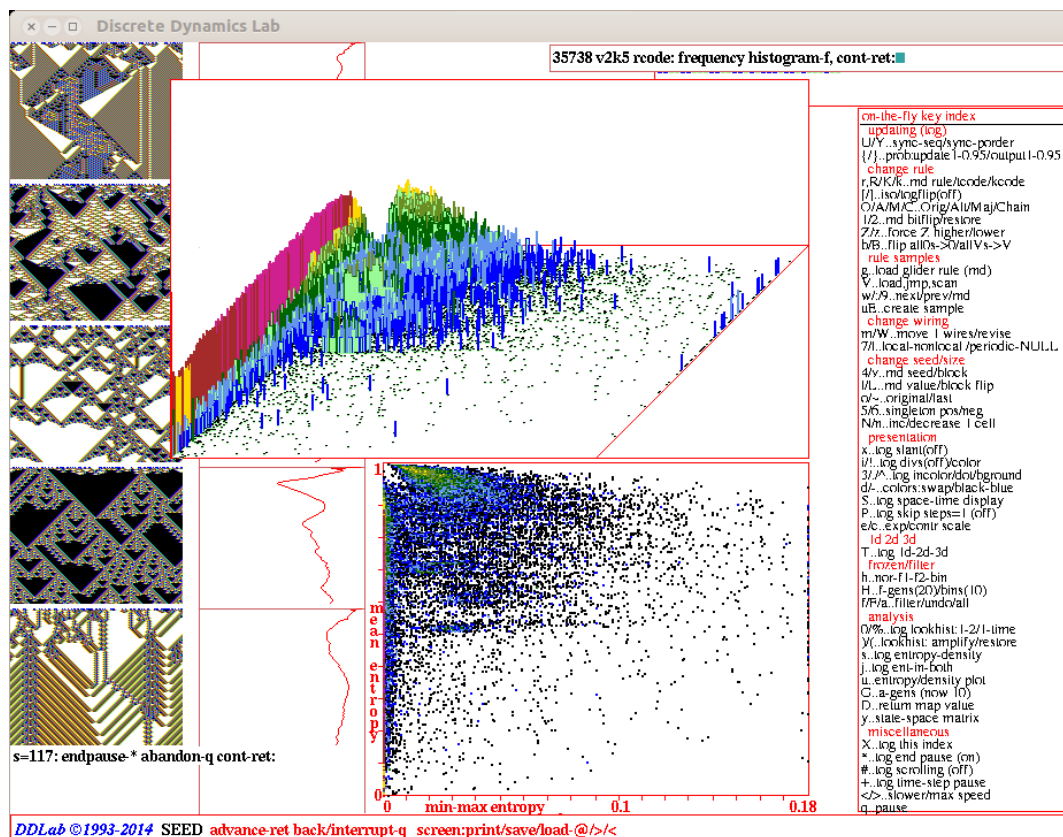 Discrete Dynamics Lab
35738 v2k5 rcode: frequency histogram-f, cont-ret:
on-the-fly key index
updating (tog)
U/Y..sync-seq/sync-porder
{/}..prob:update 1-0.95/output 1-0.95
change rule
r,R/K/k..rnd rule/tcode/kcode
[/]..iso/togflip(off)
O/A/M/C..Orig/Alt/Maj/Chain
1/2..rnd bitflip/restore
Z/z..force Z higher/lower
b/B..flip all0s->0/allVs->V
rule samples
g..load glider rule (rnd)
V..load,jmp,scan
w/:/9..next/prev/rnd
uE..create sample
change wiring
m/W..move 1 wires/revise
7/l..local-nonlocal /periodic-NULL
change seed/size
4/v..rnd seed/block
I/L..rnd value/block flip
o/~..original/last
5/6..singleton pos/neg
N/n..inc/decrease 1 cell
presentation
x..tog slant(off)
i/!..tog divs(off)/color
3/./^..tog incolor/dot/bground
d/-..colors:swap/black-blue
S..tog space-time display
P..tog skip steps=1 (off)
e/c..exp/contr scale
1d 2d 3d
T..tog 1d-2d-3d
frozen/filter
h..nor-f1-f2-bin
H..f-gens(20)/bins(10)
f/F/a..filter/undo/all
analysis
0/%..tog lookhist: 1-2/1-time
)/(..lookhist: amplify/restore
s..tog entropy-density
j..tog ent-in-both
u..entropy/density plot
G..a-gens (now 10)
D..return map value
y..state-space matrix
miscellaneous
X..tog this index
*..tog end pause (on)
#..tog scrolling (off)
+..tog time-step pause
</>..slower/max speed
q..pause
1
mean entropy
0
0
min-max entropy
0.1
0.18
s=117: endpause-* abandon-q cont-ret:
DDLab ©1993-2014 SEED advance-ret back/interrupt-q screen:print/save/load-@/>/<